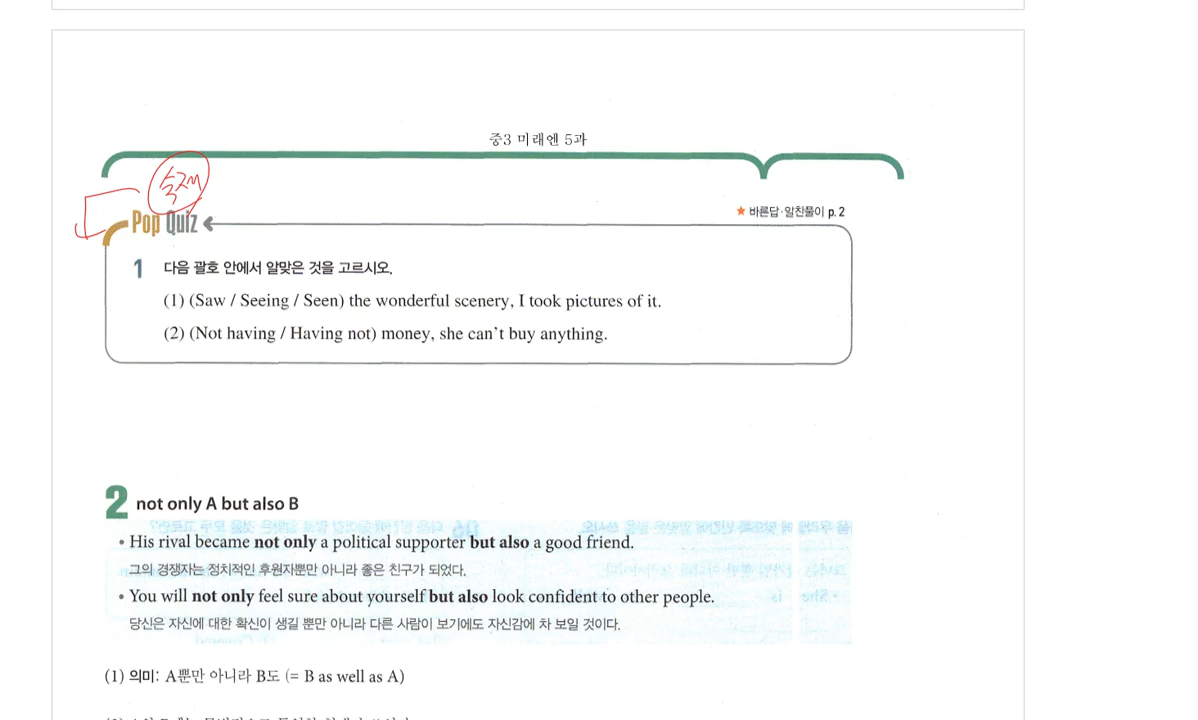 중3 미래엔 5과
숙제
Pop Quiz
★ 바른답·알찬풀이 p. 2
1 다음 괄호 안에서 알맞은 것을 고르시오.
(1) (Saw / Seeing / Seen) the wonderful scenery, I took pictures of it.
(2) (Not having / Having not) money, she can't buy anything.
2 not only A but also B
• His rival became not only a political supporter but also a good friend.
그의 경쟁자는 정치적인 후원자뿐만 아니라 좋은 친구가 되었다.
• You will not only feel sure about yourself but also look confident to other people.
당신은 자신에 대한 확신이 생길 뿐만 아니라 다른 사람이 보기에도 자신감에 차 보일 것이다.
(1) 의미: A뿐만 아니라 B도 (= B as well as A)